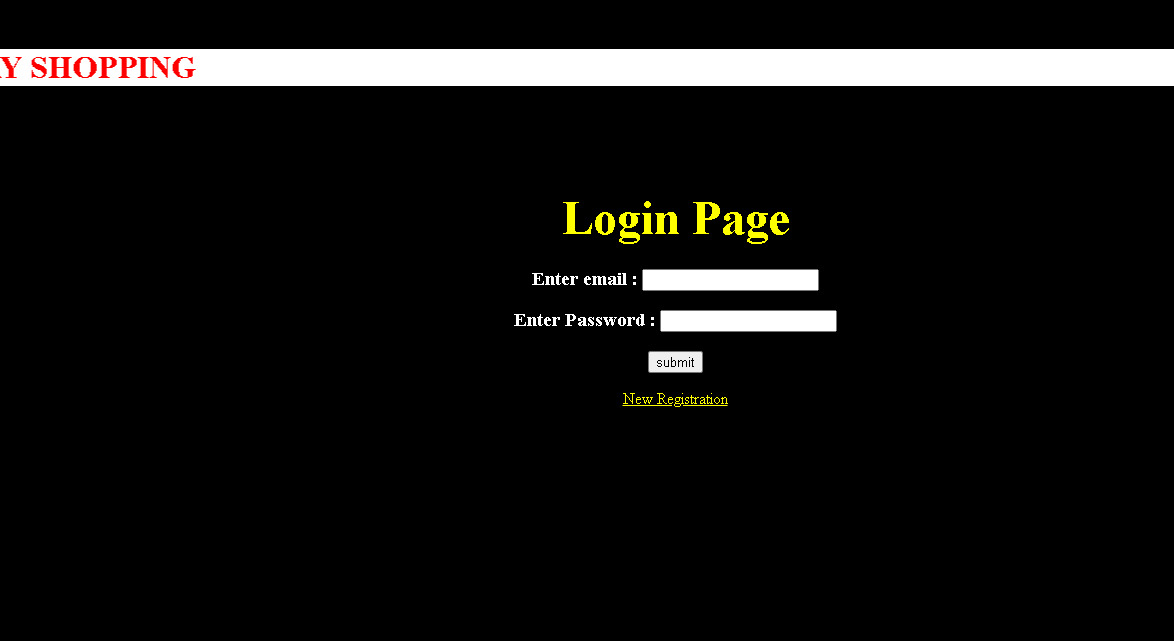 Y SHOPPING
Login Page
Enter email :
Enter Password :
submit
New Registration